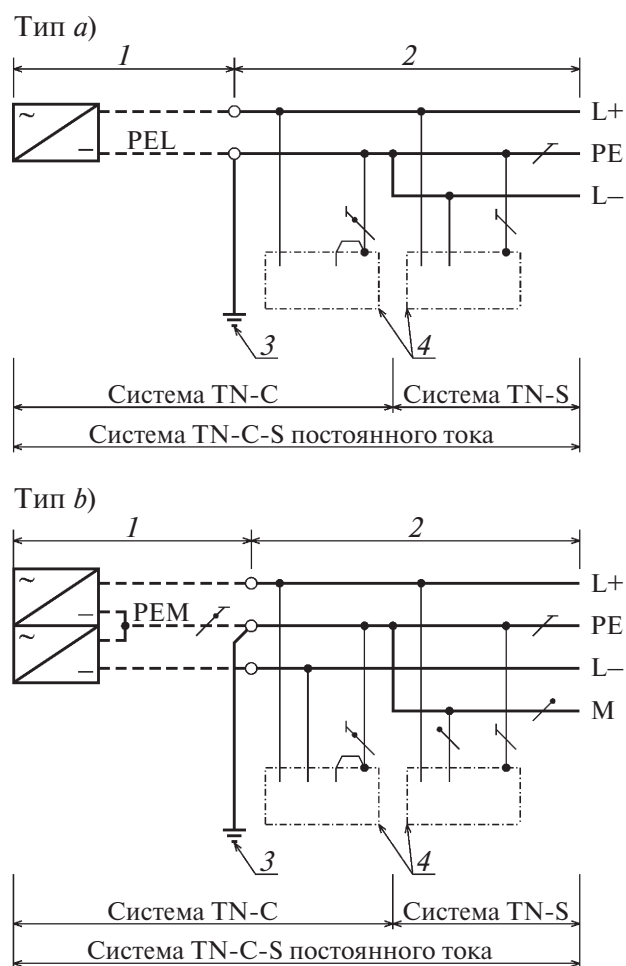 Тип a)
1 2
~
–
PEL
L+
PE
L–
3 4
Система TN-C Система TN-S
Система TN-C-S постоянного тока
Тип b)
1 2
~
–
~
–
PEM
L+
PE
L–
M
3 4
Система TN-C Система TN-S
Система TN-C-S постоянного тока